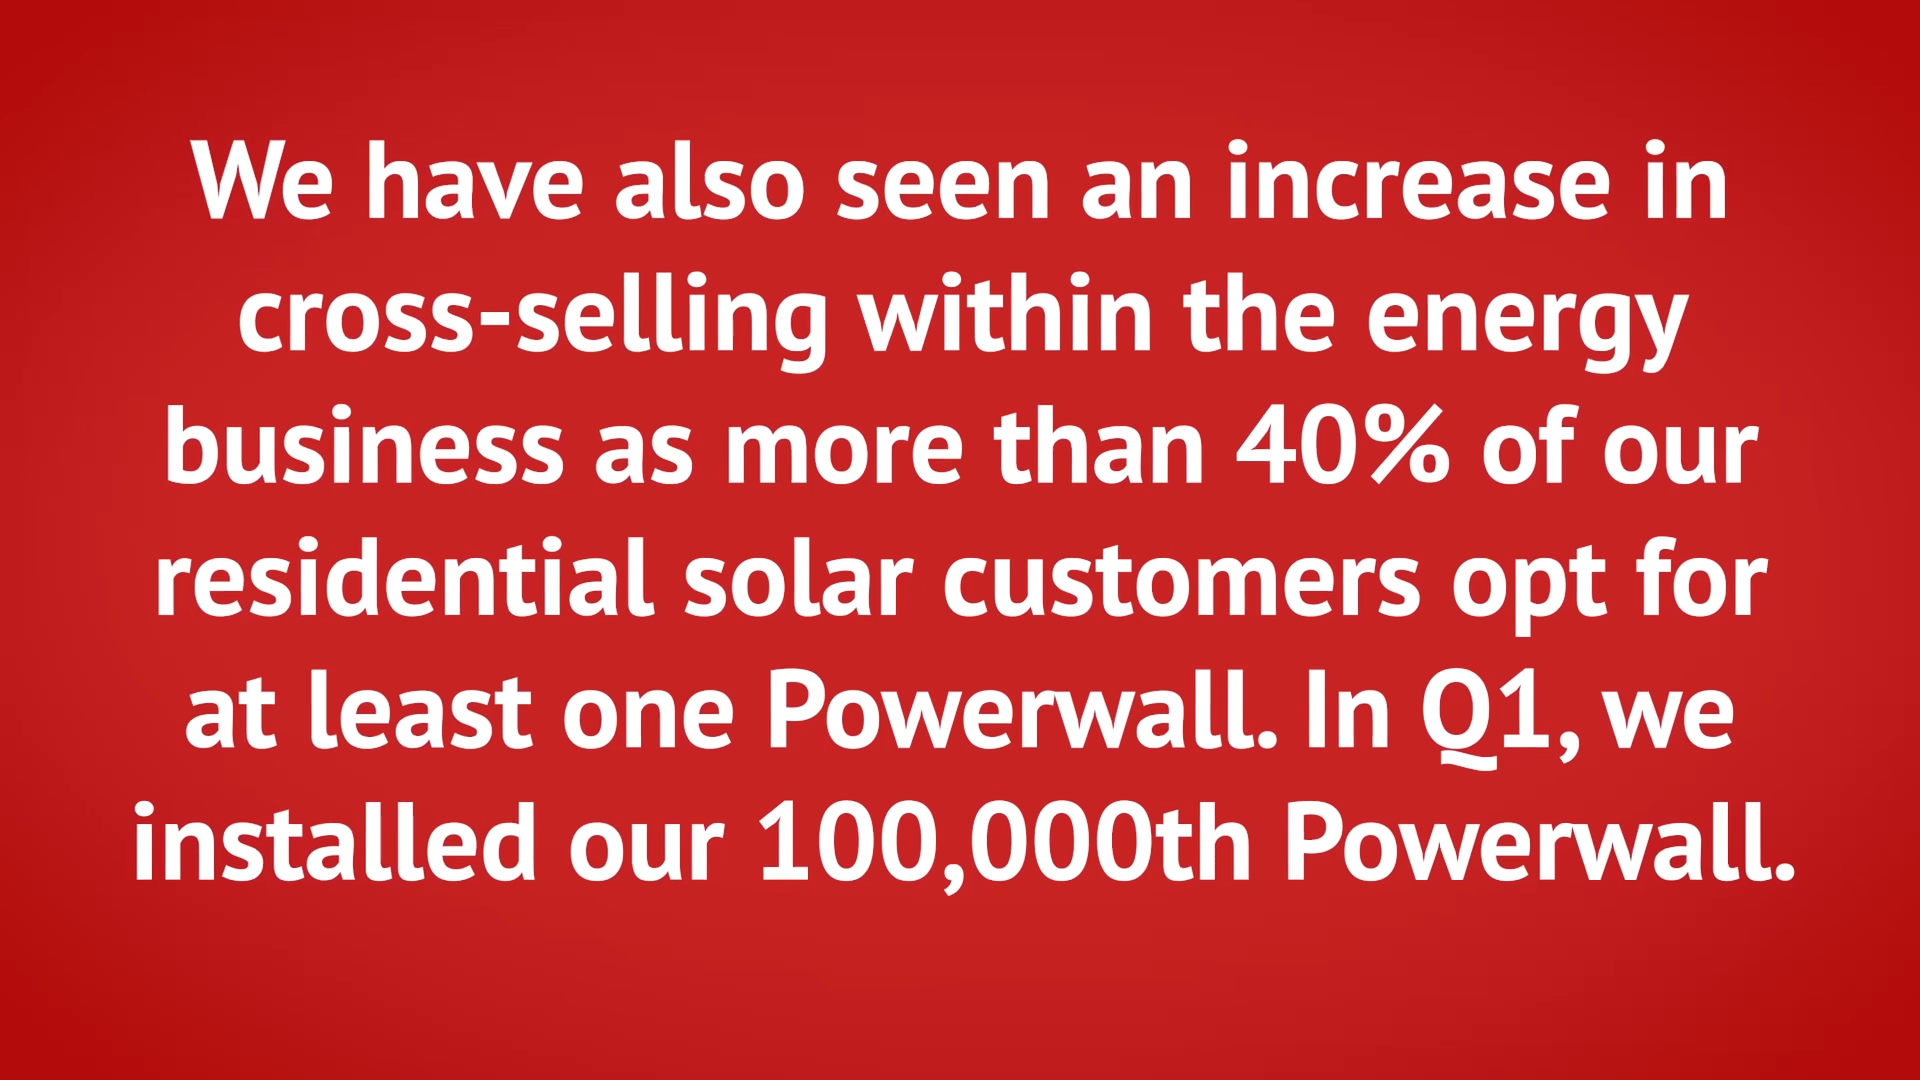 We have also seen an increase in
cross-selling within the energy
business as more than 40% of our
residential solar customers opt for
at least one Powerwall. In Q1, we
installed our 100,000th Powerwall.